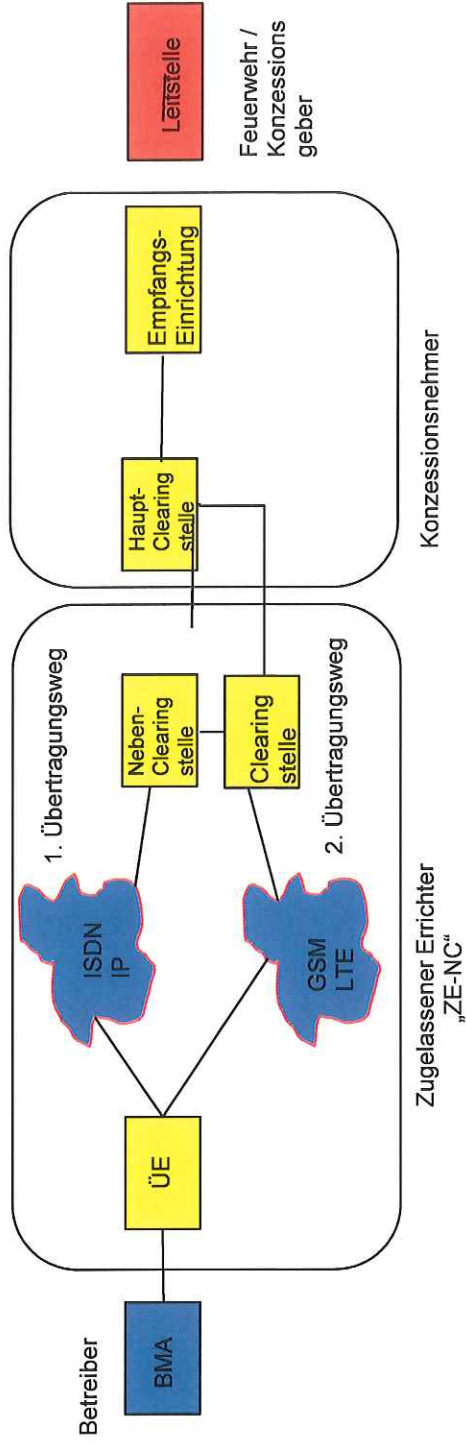 Betreiber
BMA
ÜE
1. Übertragungsweg
ISDN
IP
Neben-
Clearing
stelle
GSM
LTE
Clearing
stelle
2. Übertragungsweg
Zugelassener Errichter
„ZE-NC“
Haupt-
Clearing
stelle
Empfangs-
Einrichtung
Konzessionsnehmer
Leitstelle
Feuerwehr /
Konzessions
geber